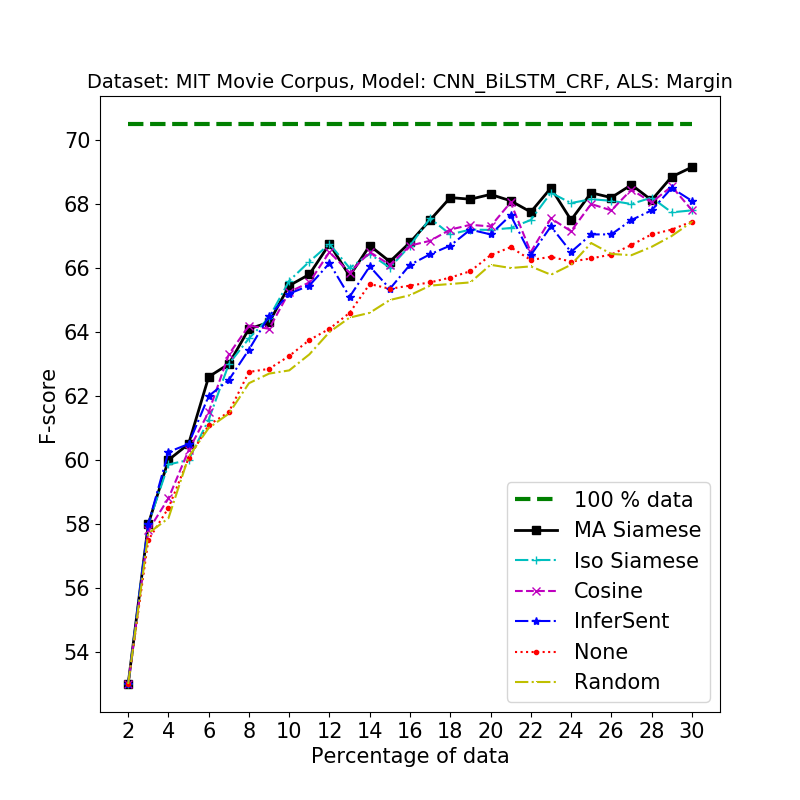 Dataset: MIT Movie Corpus, Model: CNN_BiLSTM_CRF, ALS: Margin
F-score
70
68
66
64
62
60
58
56
54
100 % data
MA Siamese
Iso Siamese
Cosine
InferSent
None
Random
2 4 6 8 10 12 14 16 18 20 22 24 26 28 30
Percentage of data